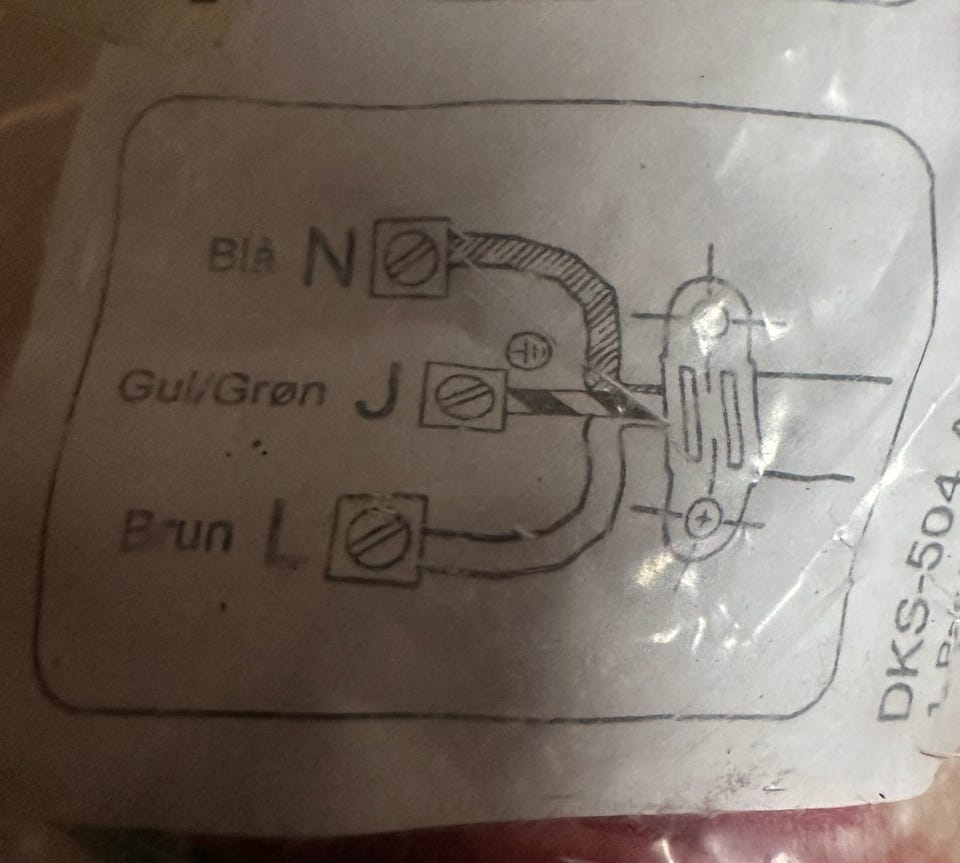 Blå N
Gul/Grøn J
Brun L
DKS-504